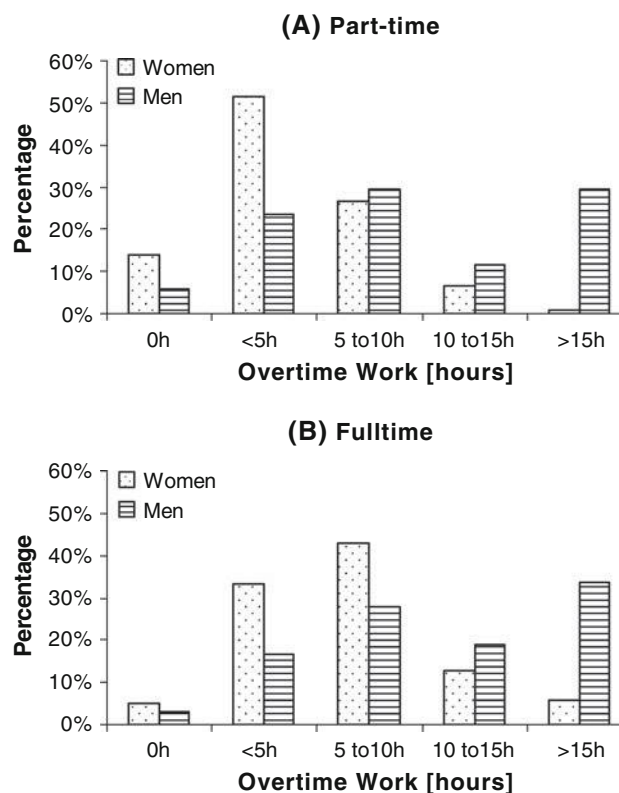 (A) Part-time
60%
50%
40%
30%
20%
10%
0%
Percentage
Women
Men
0h
<5h
5 to10h
10 to15h
>15h
Overtime Work [hours]
(B) Fulltime
60%
50%
40%
30%
20%
10%
0%
Percentage
Women
Men
0h
<5h
5 to10h
10 to15h
>15h
Overtime Work [hours]